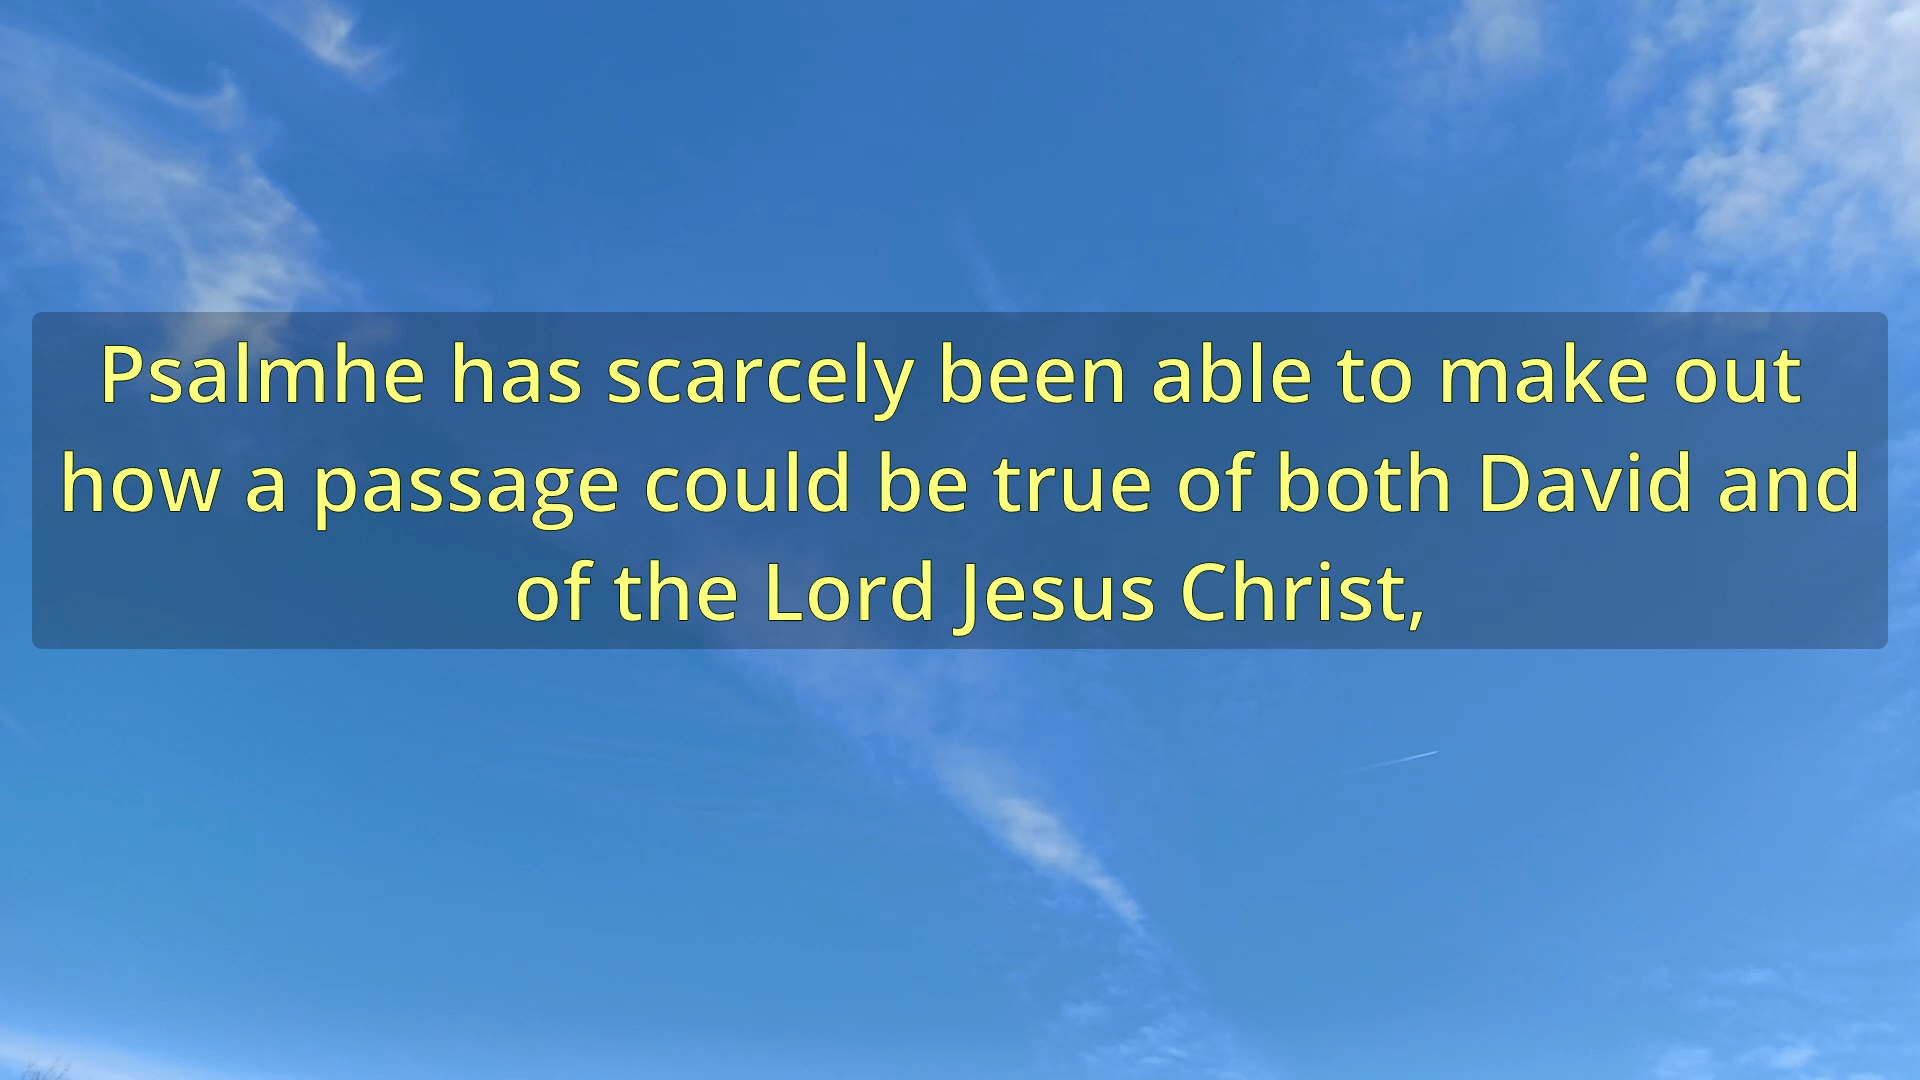 Psalmhe has scarcely been able to make out
how a passage could be true of both David and
of the Lord Jesus Christ,